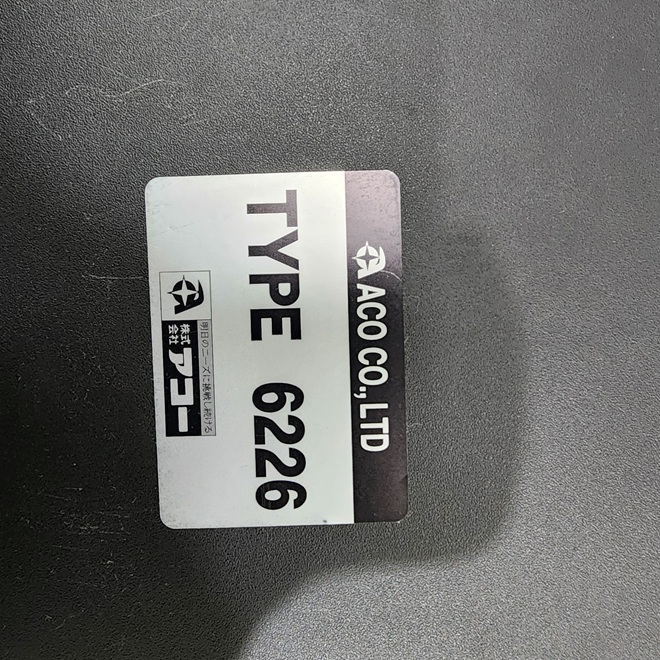 ACO CO., LTD
TYPE 6226
明日のニーズに挑戦し続ける
株式会社 アコー